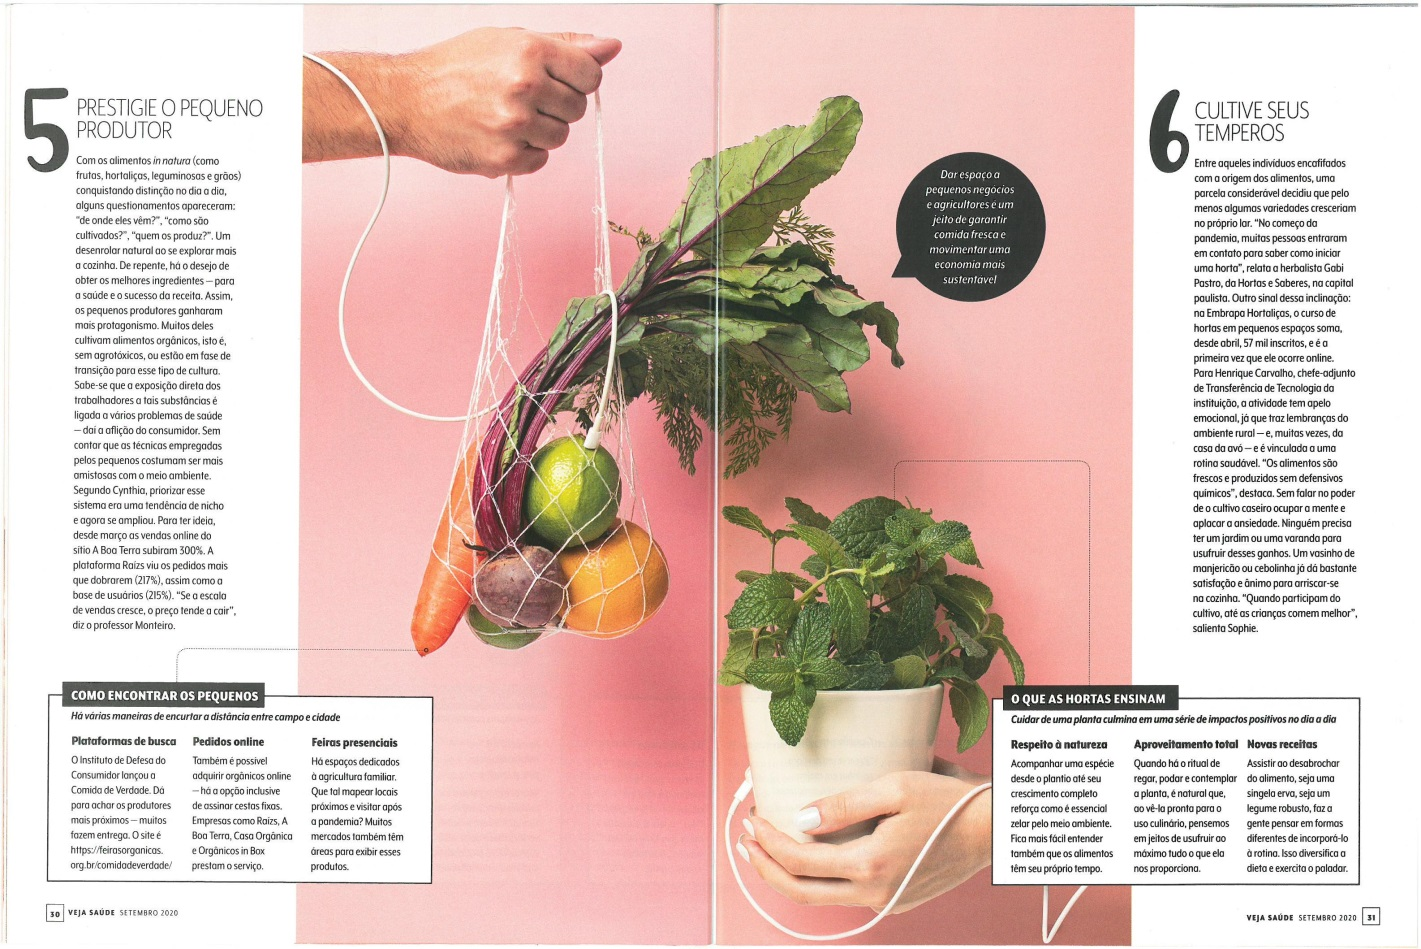 5
PRESTIGIE O PEQUENO
PRODUTOR
Com os alimentos in natura (como
frutas, hortaliças, leguminosas e grãos)
conquistando distinção no dia a dia,
alguns questionamentos apareceram:
“de onde eles vêm?”, “como são
cultivados?”, “quem os produz?”. Um
desenrolar natural ao se explorar mais
a cozinha. De repente, há o desejo de
obter os melhores ingredientes — para
a saúde e o sucesso da receita. Assim,
os pequenos produtores ganharam
mais protagonismo. Muitos deles
cultivam alimentos orgânicos, isto é,
sem agrotóxicos, ou estão em fase de
transição para esse tipo de cultura.
Sabe-se que a exposição direta dos
trabalhadores a tais substâncias é
ligada a vários problemas de saúde
— daí a aflição do consumidor. Sem
contar que as técnicas empregadas
pelos pequenos costumam ser mais
amistosas com o meio ambiente.
Segundo Cynthia, priorizar esse
sistema era uma tendência de nicho
e agora se ampliou. Para ter ideia,
desde março as vendas online do
sítio A Boa Terra subiram 300%. A
plataforma Raízs viu os pedidos mais
que dobrarem (217%), assim como a
base de usuários (215%). “Se a escala
de vendas cresce, o preço tende a cair”,
diz o professor Monteiro.
COMO ENCONTRAR OS PEQUENOS
Há várias maneiras de encurtar a distância entre campo e cidade
Plataformas de busca
O Instituto de Defesa do
Consumidor lançou a
Comida de Verdade. Dá
para achar os produtores
mais próximos — muitos
fazem entrega. O site é
https://feirasorganicas.
org.br/comidadeverdade/
Pedidos online
Também é possível
adquirir orgânicos online
— há a opção inclusive
de assinar cestas fixas.
Empresas como Raízs, A
Boa Terra, Casa Orgânica
e Orgânicos in Box
prestam o serviço.
Feiras presenciais
Há espaços dedicados
à agricultura familiar.
Que tal mapear locais
próximos e visitar após
a pandemia? Muitos
mercados também têm
áreas para exibir esses
produtos.
30 VEJA SAÚDE SETEMBRO 2020
Dar espaço a
pequenos negócios
e agricultores é um
jeito de garantir
comida fresca e
movimentar uma
economia mais
sustentável
6
CULTIVE SEUS
TEMPEROS
Entre aqueles indivíduos encafifados
com a origem dos alimentos, uma
parcela considerável decidiu que pelo
menos algumas variedades cresceriam
no próprio lar. “No começo da
pandemia, muitas pessoas entraram
em contato para saber como iniciar
uma horta”, relata a herbalista Gabi
Pastro, da Hortas e Saberes, na capital
paulista. Outro sinal dessa inclinação:
na Embrapa Hortaliças, o curso de
hortas em pequenos espaços soma,
desde abril, 57 mil inscritos, e é a
primeira vez que ele ocorre online.
Para Henrique Carvalho, chefe-adjunto
de Transferência de Tecnologia da
instituição, a atividade tem apelo
emocional, já que traz lembranças do
ambiente rural — e, muitas vezes, da
casa da avó — e é vinculada a uma
rotina saudável. “Os alimentos são
frescos e produzidos sem defensivos
químicos”, destaca. Sem falar no poder
de o cultivo caseiro ocupar a mente e
aplacar a ansiedade. Ninguém precisa
ter um jardim ou uma varanda para
usufruir desses ganhos. Um vasinho de
manjericão ou cebolinha já dá bastante
satisfação e ânimo para arriscar-se
na cozinha. “Quando participam do
cultivo, até as crianças comem melhor”,
salienta Sophie.
O QUE AS HORTAS ENSINAM
Cuidar de uma planta culmina em uma série de impactos positivos no dia a dia
Respeito à natureza
Acompanhar uma espécie
desde o plantio até seu
crescimento completo
reforça como é essencial
zelar pelo meio ambiente.
Fica mais fácil entender
também que os alimentos
têm seu próprio tempo.
Aproveitamento total
Quando há o ritual de
regar, podar e contemplar
a planta, é natural que,
ao vê-la pronta para o
uso culinário, pensemos
em jeitos de usufruir ao
máximo tudo o que ela
nos proporciona.
Novas receitas
Assistir ao desabrochar
do alimento, seja uma
singela erva, seja um
legume robusto, faz a
gente pensar em formas
diferentes de incorporá-lo
à rotina. Isso diversifica a
dieta e exercita o paladar.
VEJA SAÚDE SETEMBRO 2020 31